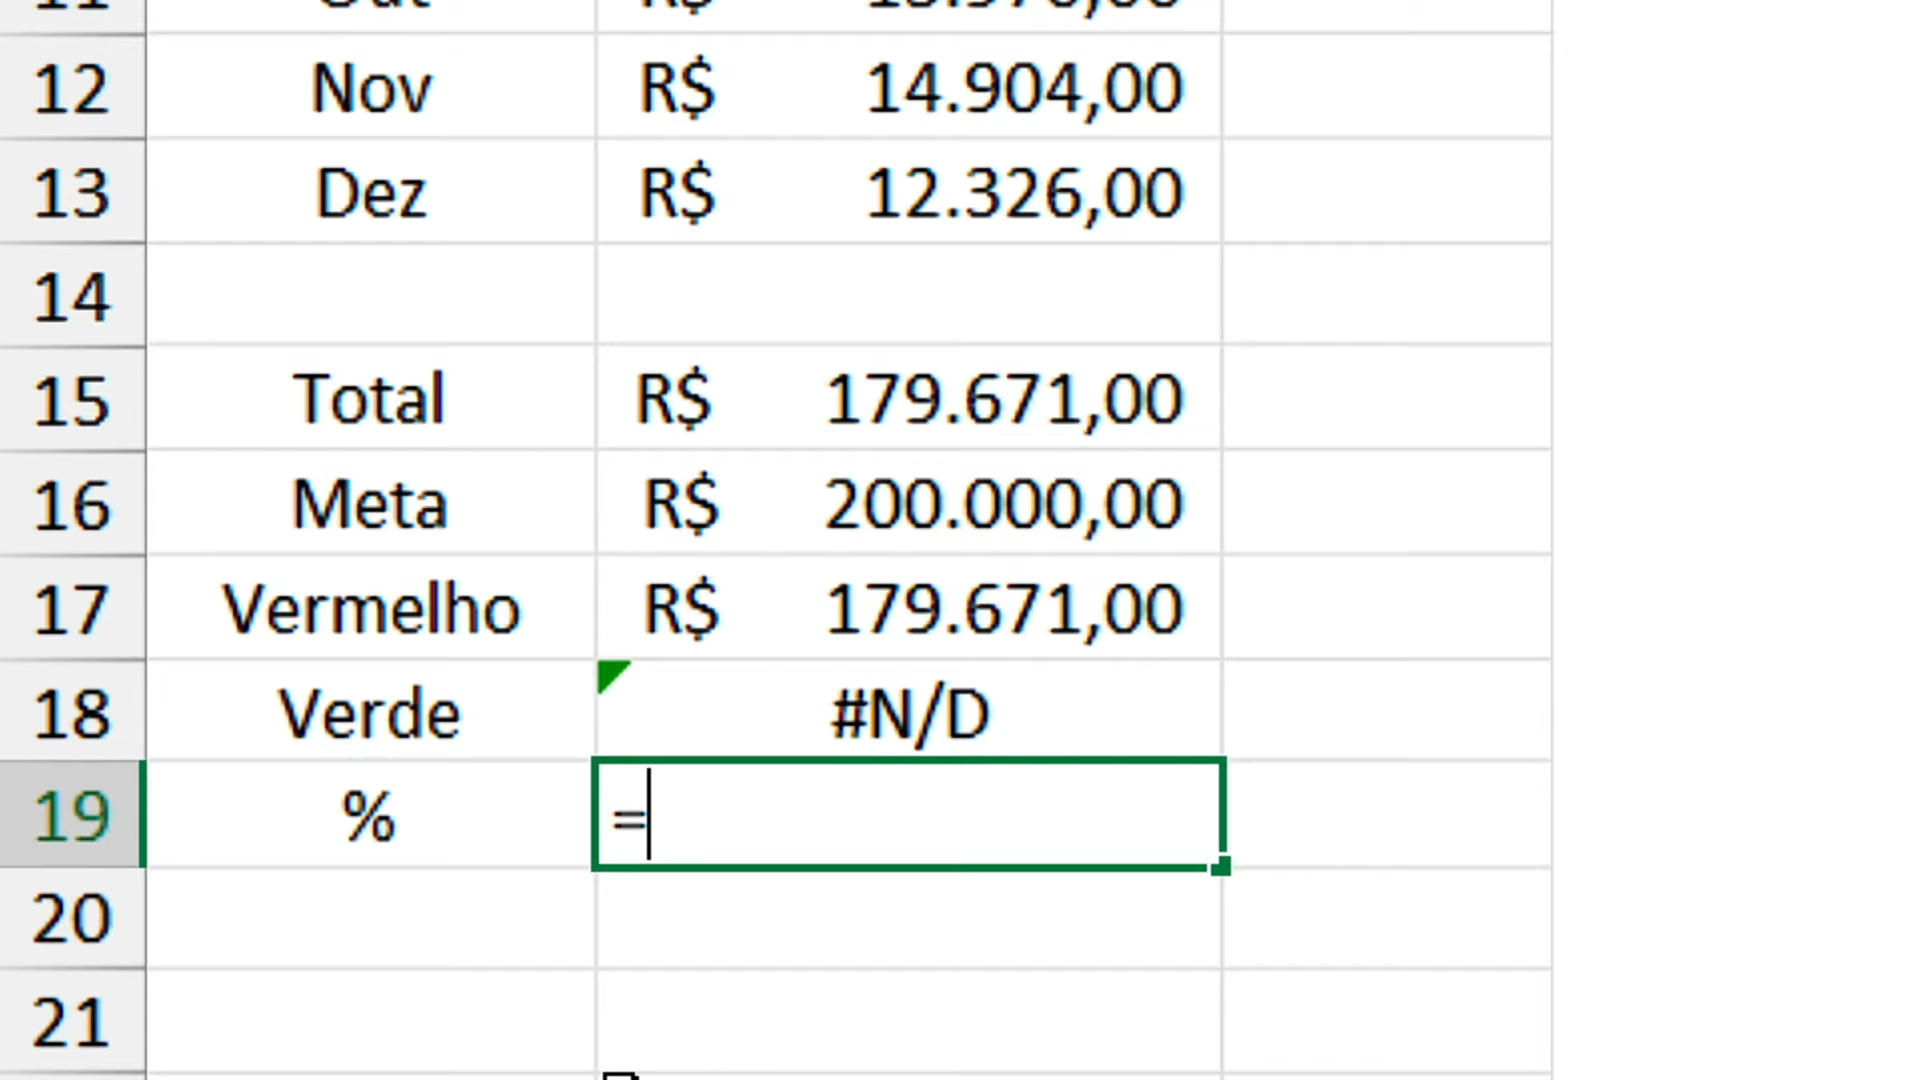 12 Nov R$ 14.904,00
13 Dez R$ 12.326,00
14
15 Total R$ 179.671,00
16 Meta R$ 200.000,00
17 Vermelho R$ 179.671,00
18 Verde #N/D
19 % =
20
21